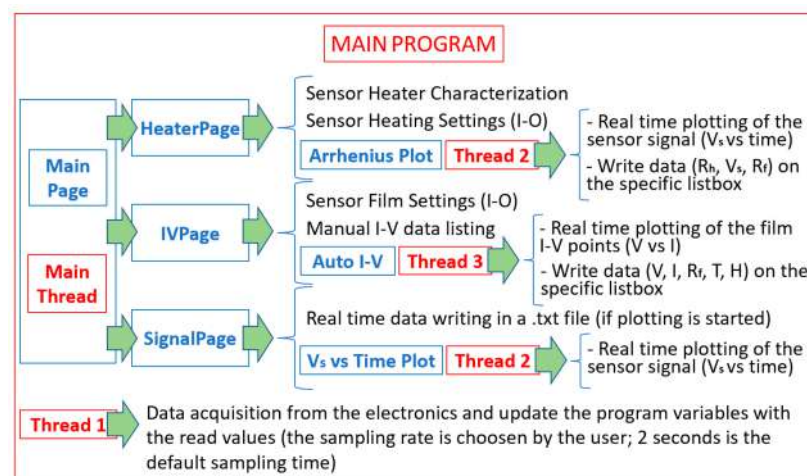 MAIN PROGRAM
Main
Page
Main
Thread
HeaterPage
Sensor Heater Characterization
Sensor Heating Settings (I-O)
Arrhenius Plot
Thread 2
- Real time plotting of the
sensor signal (Vs vs time)
- Write data (Rh, Vs, Rf) on
the specific listbox
IVPage
Sensor Film Settings (I-O)
Manual I-V data listing
Auto I-V
Thread 3
- Real time plotting of the film
I-V points (V vs I)
- Write data (V, I, Rf, T, H) on the
specific listbox
SignalPage
Real time data writing in a .txt file (if plotting is started)
Vs vs Time Plot
Thread 2
- Real time plotting of the
sensor signal (Vs vs time)
Thread 1
Data acquisition from the electronics and update the program variables with
the read values (the sampling rate is choosen by the user; 2 seconds is the
default sampling time)